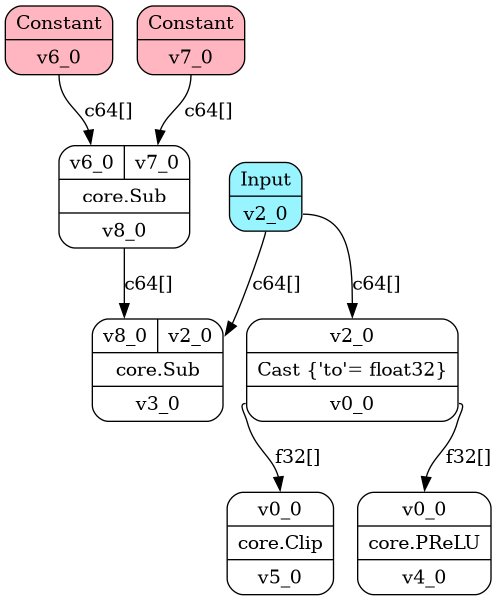 Constant
v6_0
Constant
v7_0
c64[]
c64[]
v6_0
v7_0
core.Sub
v8_0
Input
v2_0
c64[]
c64[]
c64[]
v8_0
v2_0
core.Sub
v3_0
v2_0
Cast {'to'= float32}
v0_0
f32[]
f32[]
v0_0
core.Clip
v5_0
v0_0
core.PReLU
v4_0